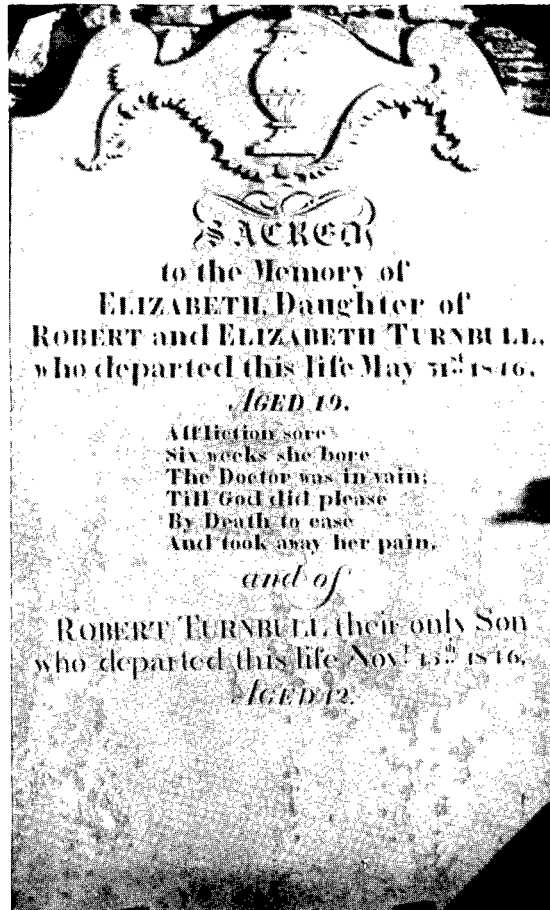 SACRED
to the Memory of
ELIZABETH, Daughter of
ROBERT and ELIZABETH TURNBULL,
who departed this life May 31st 1846,
AGED 19.
Affliction sore
Six weeks she bore
The Doctor was in vain;
Till God did please
By Death to ease
And took away her pain.
and of
ROBERT TURNBULL their only Son
who departed this life Novr 15th 1846,
AGED 12.